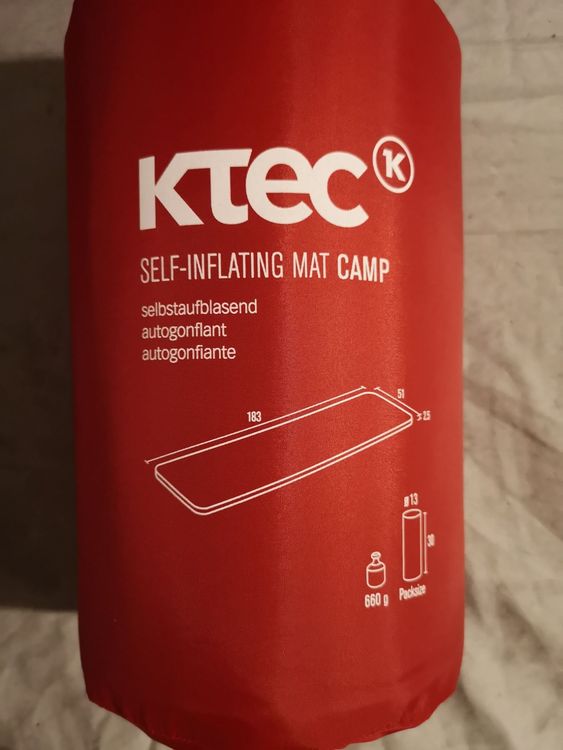 KTEC K
SELF-INFLATING MAT CAMP
selbstaufblasend
autogonflant
autogonfiante
183
51
2.5
ø 13
30
660 g
Packsize